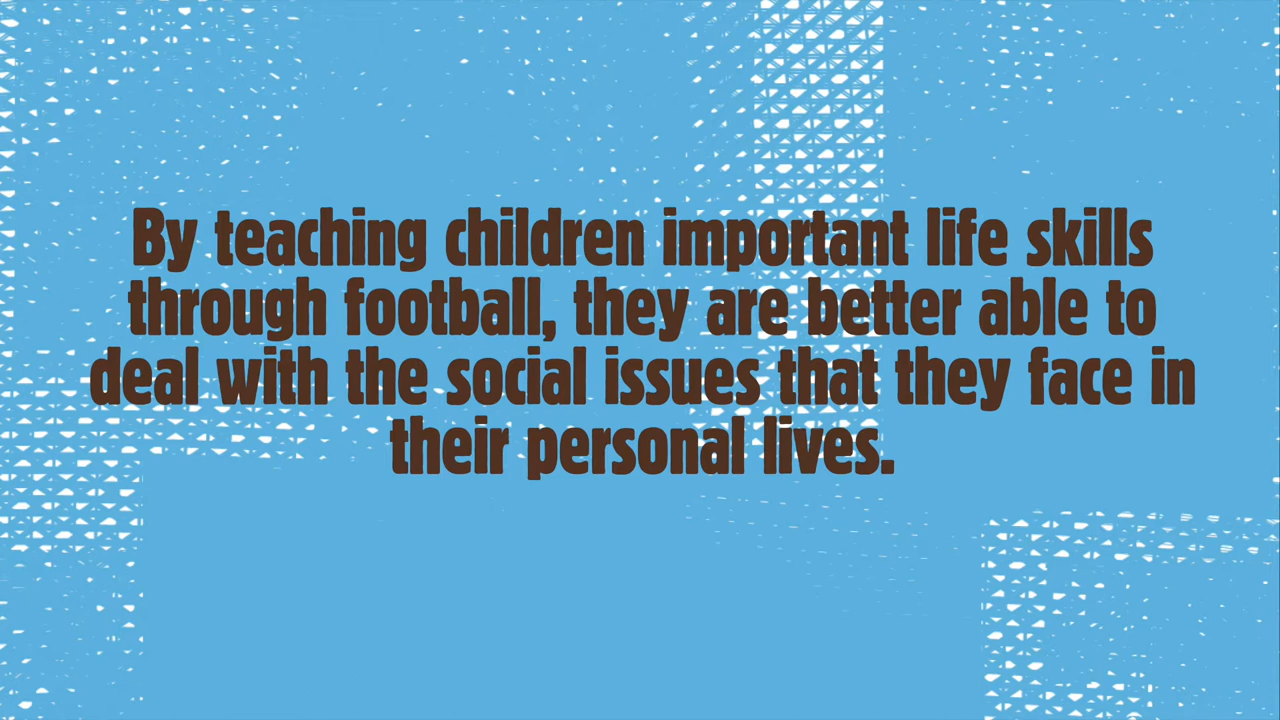 By teaching children important life skills
through football, they are better able to
deal with the social issues that they face in
their personal lives.